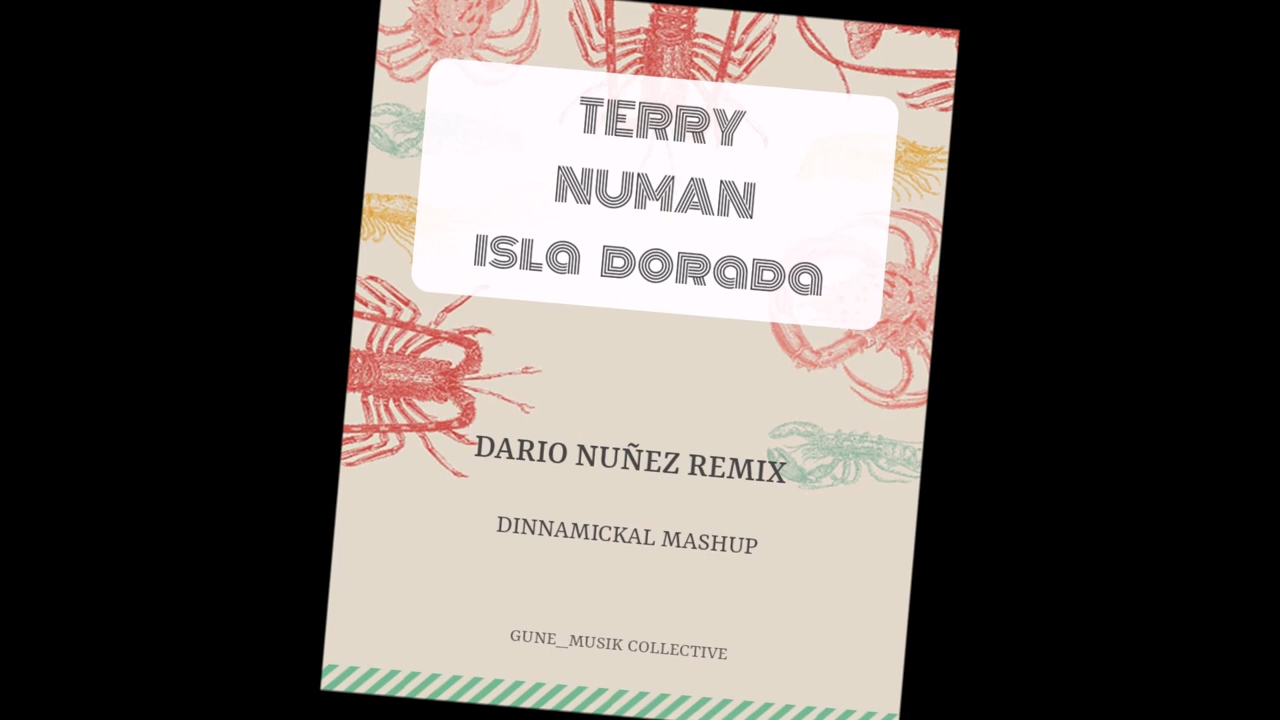 TERRY
NUMAN
ISLA DORADA
DARIO NUÑEZ REMIX
DINNAMICKAL MASHUP
GUNE_MUSIK COLLECTIVE